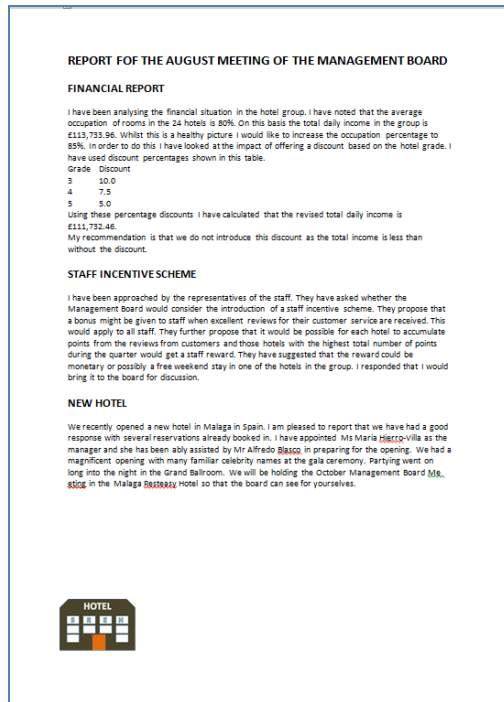 REPORT FOF THE AUGUST MEETING OF THE MANAGEMENT BOARD
FINANCIAL REPORT
I have been analysing the financial situation in the hotel group. I have noted that the average
occupation of rooms in the 24 hotels is 80%. On this basis the total daily income in the group is
£113,733.96. Whilst this is a healthy picture I would like to increase the occupation percentage to
85%. In order to do this I have looked at the impact of offering a discount based on the hotel grade. I
have used discount percentages shown in this table.
Grade Discount
3 10.0
4 7.5
5 5.0
Using these percentage discounts I have calculated that the revised total daily income is
£111,732.46.
My recommendation is that we do not introduce this discount as the total income is less than
without the discount.
STAFF INCENTIVE SCHEME
I have been approached by the representatives of the staff. They have asked whether the
Management Board would consider the introduction of a staff incentive scheme. They propose that
a bonus might be given to staff when excellent reviews for their customer service are received. This
would apply to all staff. They further propose that it would be possible for each hotel to accumulate
points from the reviews from customers and those hotels with the highest total number of points
during the quarter would get a staff reward. They have suggested that the reward could be
monetary or possibly a free weekend stay in one of the hotels in the group. I responded that I would
bring it to the board for discussion.
NEW HOTEL
We recently opened a new hotel in Malaga in Spain. I am pleased to report that we have had a good
response with several reservations already booked in. I have appointed Ms Maria Hierro-Villa as the
manager and she has been ably assisted by Mr Alfredo Blasco in preparing for the opening. We had a
magnificent opening with many familiar celebrity names at the gala ceremony. Partying went on
long into the night in the Grand Ballroom. We will be holding the October Management Board Me
eting in the Malaga Resteasy Hotel so that the board can see for yourselves.
HOTEL
S R E H